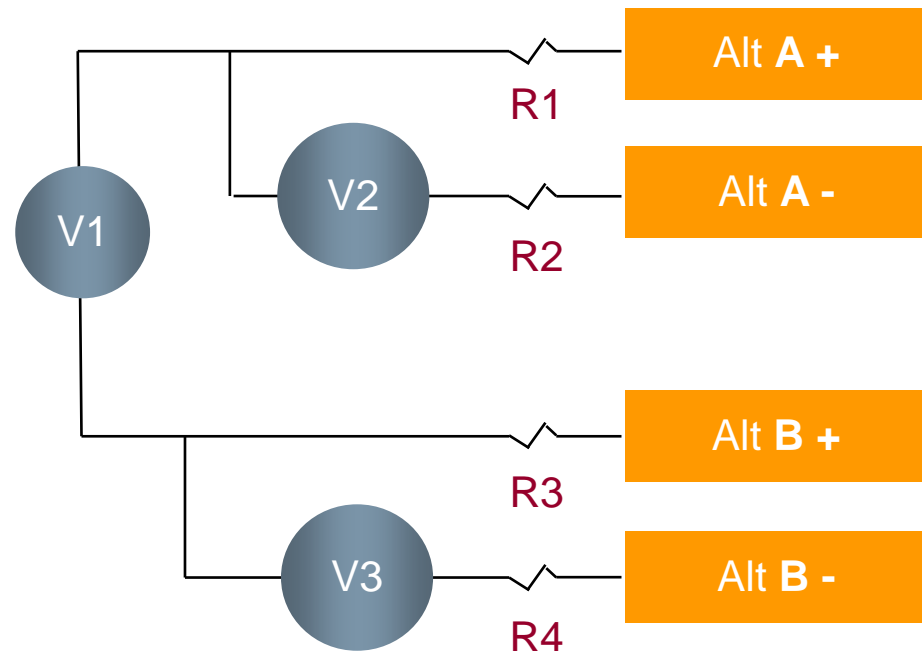 Alt A +
R1
V2
Alt A -
V1
R2
Alt B +
R3
V3
Alt B -
R4